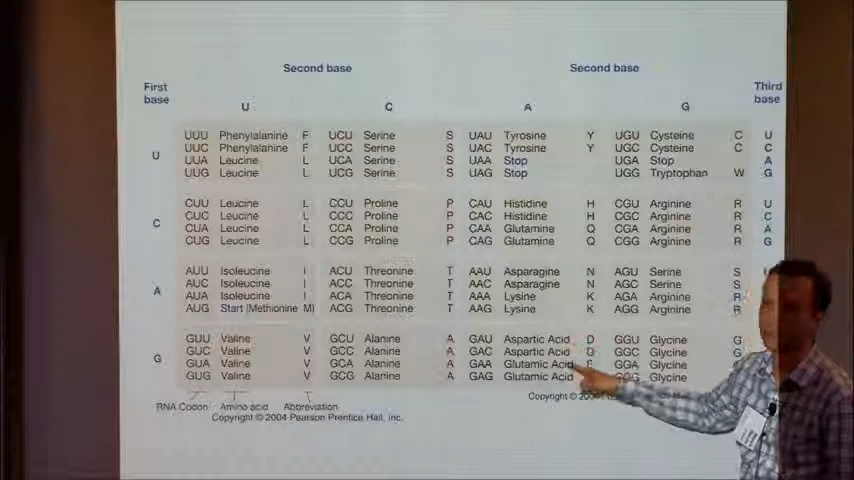 Second base Second base
First base Third base
U C A G
U
UUU Phenylalanine F UCU Serine S UAU Tyrosine Y UGU Cysteine C U
UUC Phenylalanine F UCC Serine S UAC Tyrosine Y UGC Cysteine C C
UUA Leucine L UCA Serine S UAA Stop UGA Stop A
UUG Leucine L UCG Serine S UAG Stop UGG Tryptophan W G
C
CUU Leucine L CCU Proline P CAU Histidine H CGU Arginine R U
CUC Leucine L CCC Proline P CAC Histidine H CGC Arginine R C
CUA Leucine L CCA Proline P CAA Glutamine Q CGA Arginine R A
CUG Leucine L CCG Proline P CAG Glutamine Q CGG Arginine R G
A
AUU Isoleucine I ACU Threonine T AAU Asparagine N AGU Serine S
AUC Isoleucine I ACC Threonine T AAC Asparagine N AGC Serine S
AUA Isoleucine I ACA Threonine T AAA Lysine K AGA Arginine R
AUG Start (Methionine M) ACG Threonine T AAG Lysine K AGG Arginine R
G
GUU Valine V GCU Alanine A GAU Aspartic Acid D GGU Glycine G
GUC Valine V GCC Alanine A GAC Aspartic Acid D GGC Glycine G
GUA Valine V GCA Alanine A GAA Glutamic Acid E GGA Glycine
GUG Valine V GCG Alanine A GAG Glutamic Acid GGG Glycine
RNA Codon Amino acid Abbreviation
Copyright © 2004 Pearson Prentice Hall, Inc.
Copyright © 2004